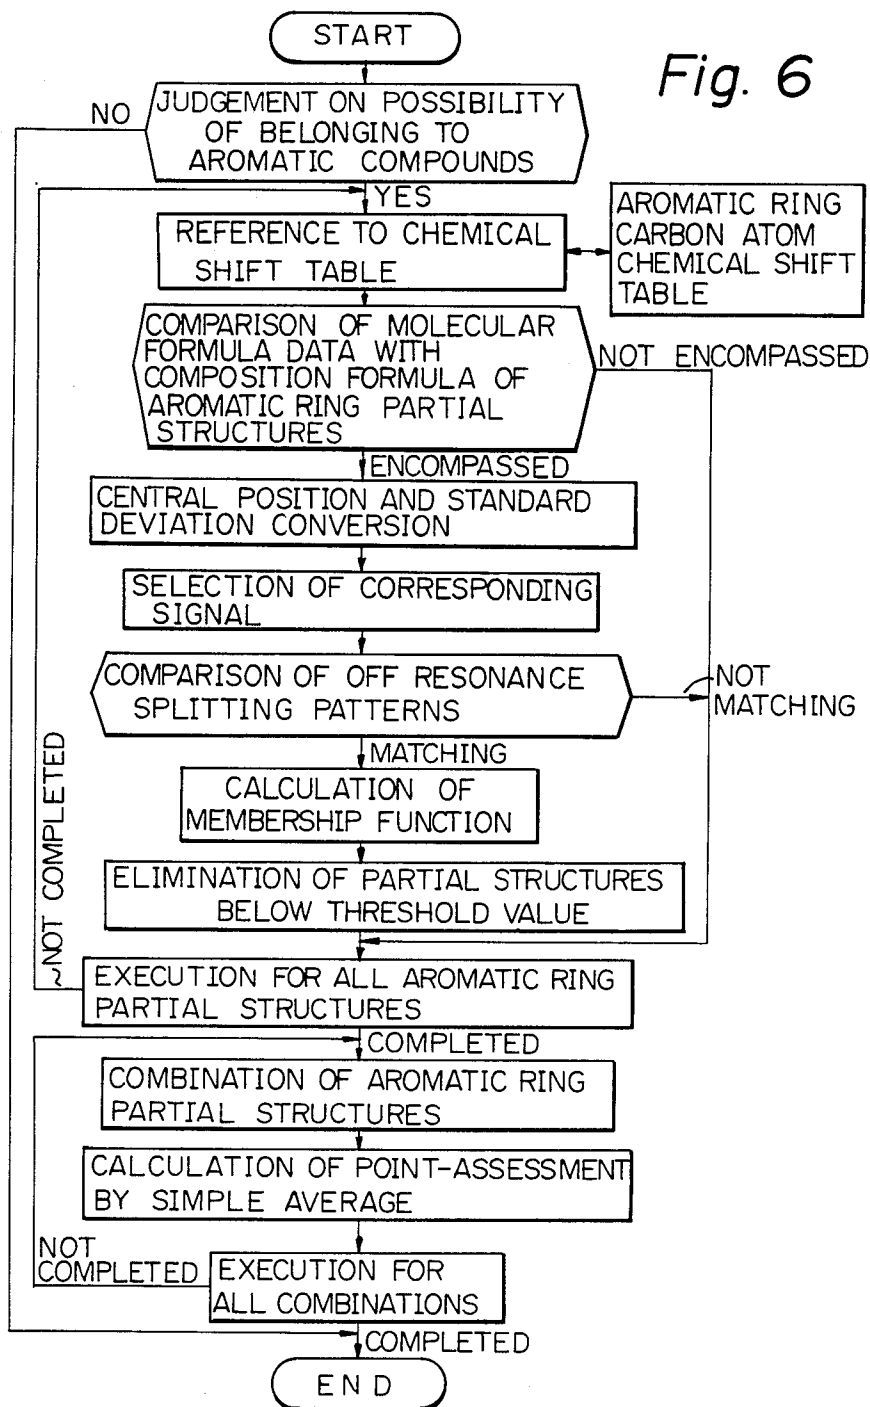 START
Fig. 6
NO
JUDGEMENT ON POSSIBILITY
OF BELONGING TO
AROMATIC COMPOUNDS
YES
REFERENCE TO CHEMICAL
SHIFT TABLE
AROMATIC RING
CARBON ATOM
CHEMICAL SHIFT
TABLE
COMPARISON OF MOLECULAR
FORMULA DATA WITH
COMPOSITION FORMULA OF
AROMATIC RING PARTIAL
STRUCTURES
NOT ENCOMPASSED
ENCOMPASSED
CENTRAL POSITION AND STANDARD
DEVIATION CONVERSION
SELECTION OF CORRESPONDING
SIGNAL
COMPARISON OF OFF RESONANCE
SPLITTING PATTERNS
NOT
MATCHING
MATCHING
CALCULATION OF
MEMBERSHIP FUNCTION
ELIMINATION OF PARTIAL STRUCTURES
BELOW THRESHOLD VALUE
NOT COMPLETED
EXECUTION FOR ALL AROMATIC RING
PARTIAL STRUCTURES
COMPLETED
COMBINATION OF AROMATIC RING
PARTIAL STRUCTURES
CALCULATION OF POINT-ASSESSMENT
BY SIMPLE AVERAGE
NOT
COMPLETED
EXECUTION FOR
ALL COMBINATIONS
COMPLETED
END